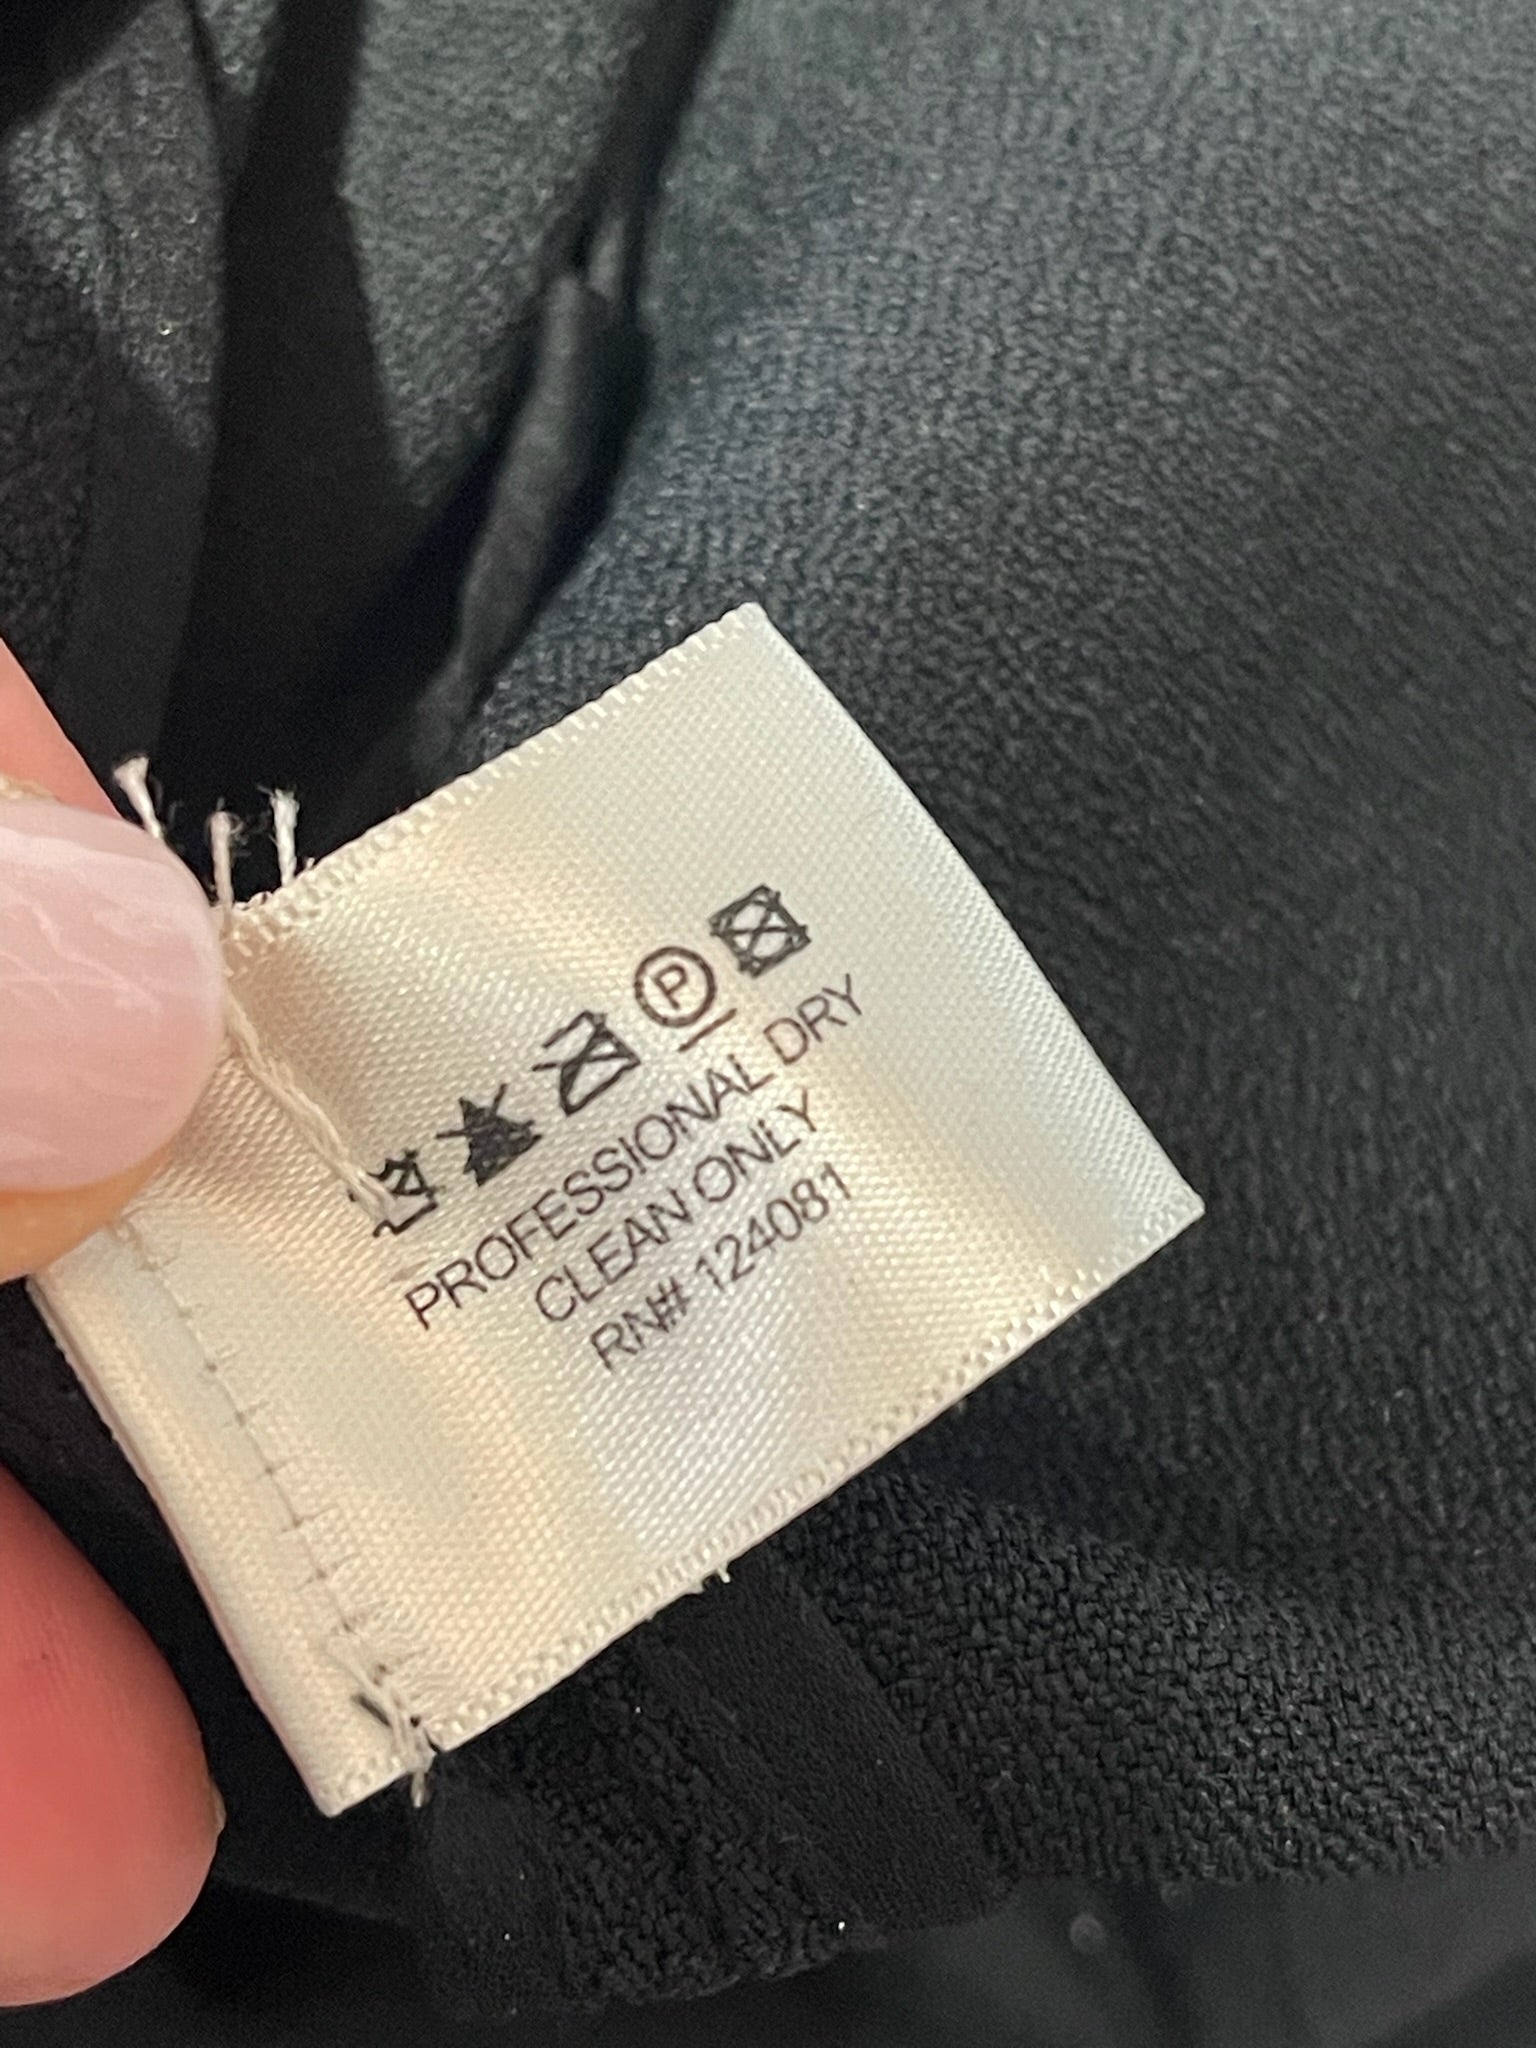 P
PROFESSIONAL DRY
CLEAN ONLY
RN# 124081